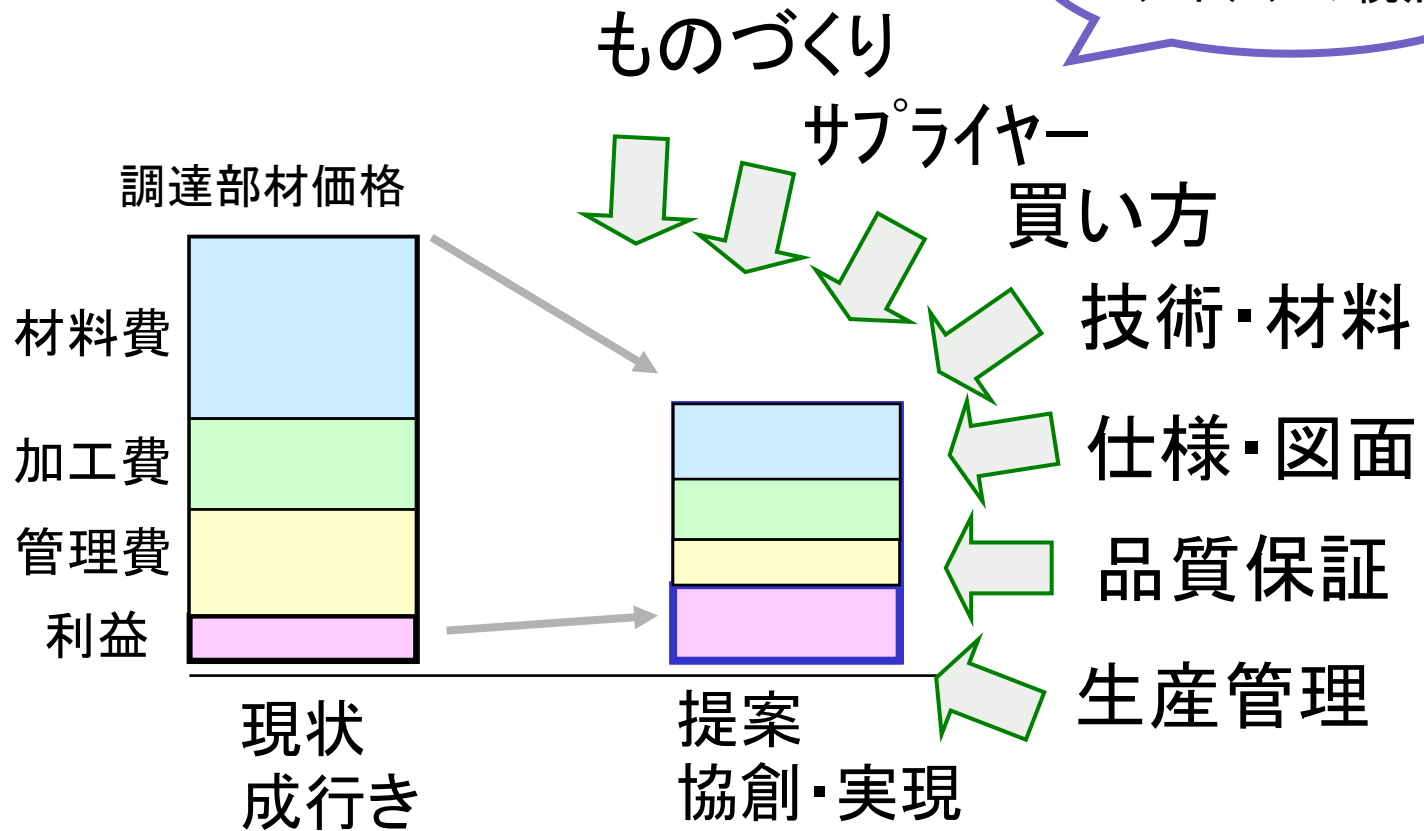 ものづくり
サプライヤー
買い方
技術・材料
仕様・図面
品質保証
生産管理
調達部材価格
材料費
加工費
管理費
利益
現状
成行き
提案
協創・実現